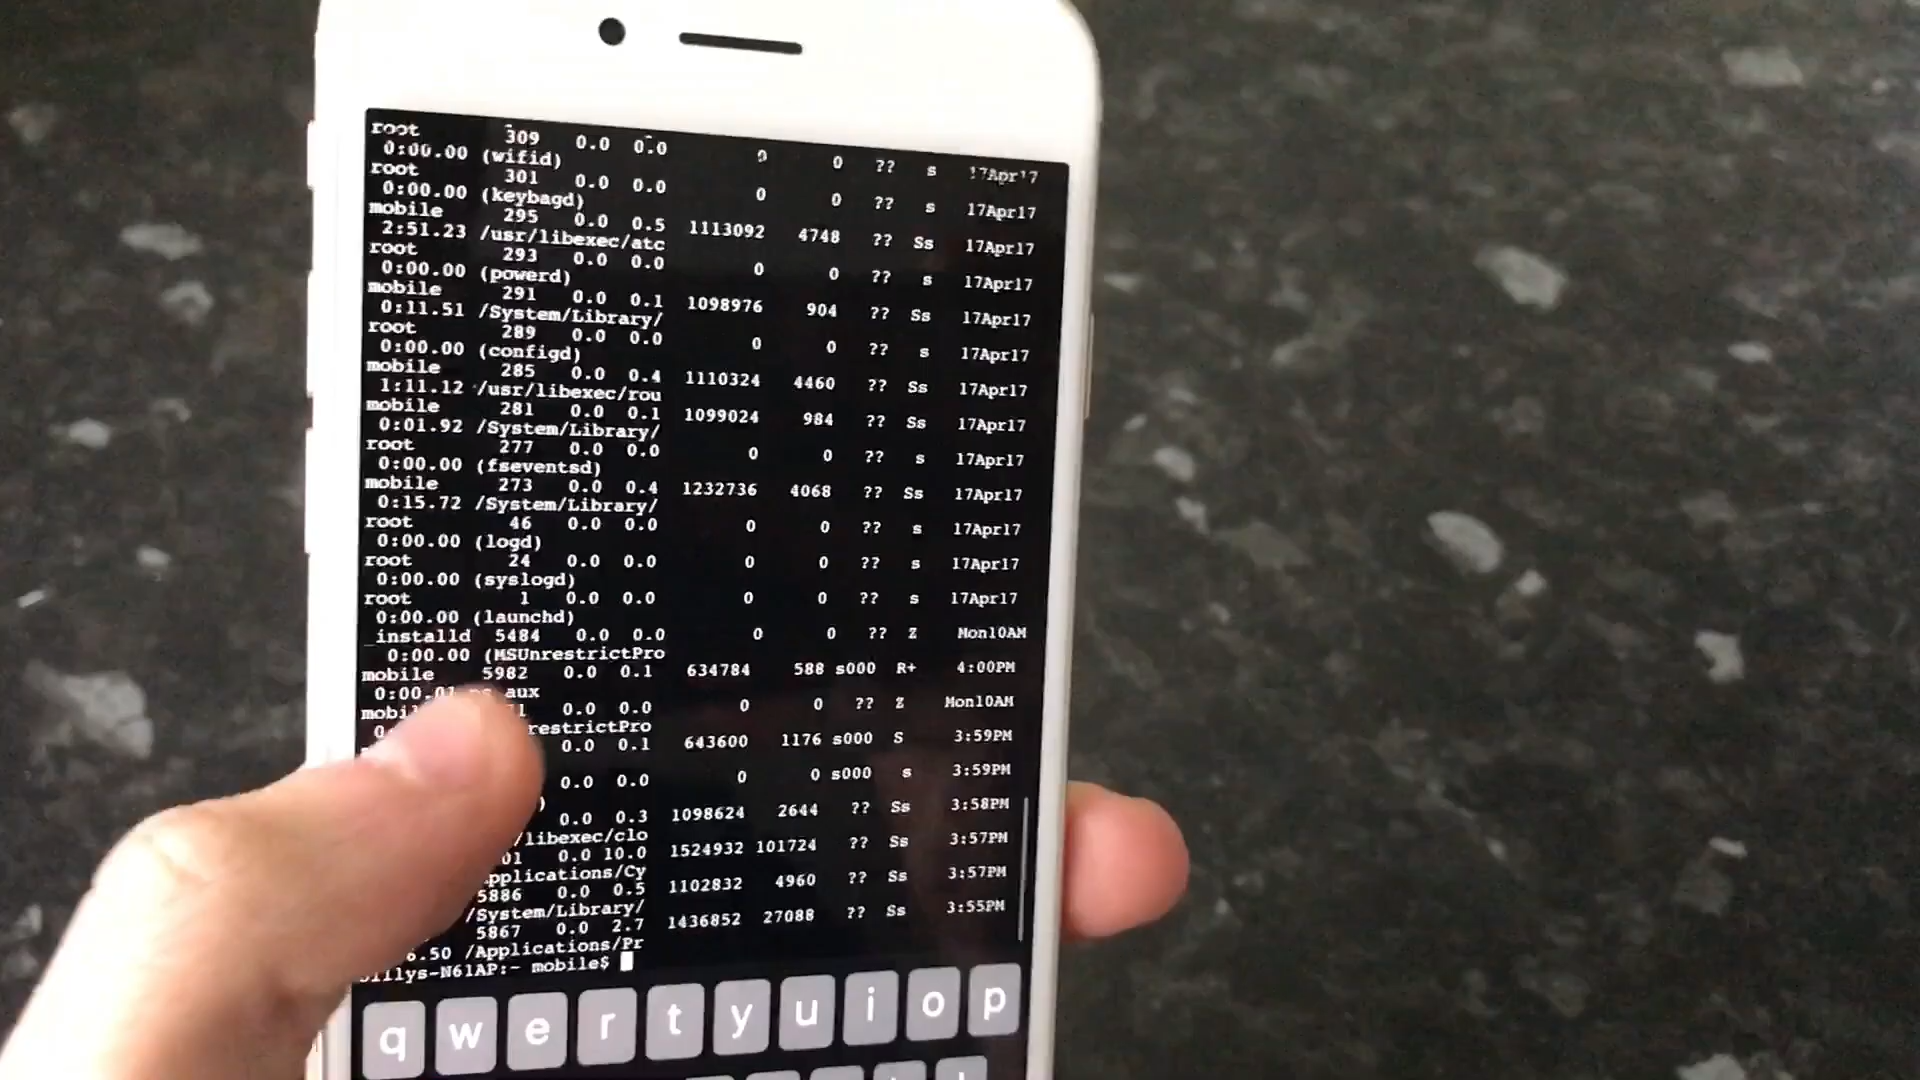 root 309 0.0 0.0 0 0 ?? s 17Apr17
0:00.00 (wifid)
root 301 0.0 0.0 0 0 ?? s 17Apr17
0:00.00 (keybagd)
mobile 295 0.0 0.5 1113092 4748 ?? Ss 17Apr17
2:51.23 /usr/libexec/atc
root 293 0.0 0.0 0 0 ?? s 17Apr17
0:00.00 (powerd)
mobile 291 0.0 0.1 1098976 904 ?? Ss 17Apr17
0:11.51 /System/Library/
root 289 0.0 0.0 0 0 ?? s 17Apr17
0:00.00 (configd)
mobile 285 0.0 0.4 1110324 4460 ?? Ss 17Apr17
1:11.12 /usr/libexec/rou
mobile 281 0.0 0.1 1099024 984 ?? Ss 17Apr17
0:01.92 /System/Library/
root 277 0.0 0.0 0 0 ?? s 17Apr17
0:00.00 (fseventsd)
mobile 273 0.0 0.4 1232736 4068 ?? Ss 17Apr17
0:15.72 /System/Library/
root 46 0.0 0.0 0 0 ?? s 17Apr17
0:00.00 (logd)
root 24 0.0 0.0 0 0 ?? s 17Apr17
0:00.00 (syslogd)
root 1 0.0 0.0 0 0 ?? s 17Apr17
0:00.00 (launchd)
_installd 5484 0.0 0.0 0 0 ?? Z Mon10AM
0:00.00 (MSUnrestrictPro
mobile 5982 0.0 0.1 634784 588 s000 R+ 4:00PM
0:00.01 ps aux
0.0 0.0 0 0 ?? Z Mon10AM
restrictPro
0.0 0.1 643600 1176 s000 S 3:59PM
0.0 0.0 0 0 s000 s 3:59PM
)
0.0 0.3 1098624 2644 ?? Ss 3:58PM
/libexec/clo
01 0.0 10.0 1524932 101724 ?? Ss 3:57PM
pplications/Cy
5886 0.0 0.5 1102832 4960 ?? Ss 3:57PM
/System/Library/
5867 0.0 2.7 1436852 27088 ?? Ss 3:55PM
6.50 /Applications/Pr
illys-N61AP:~ mobile$
q w e r t y u i o p